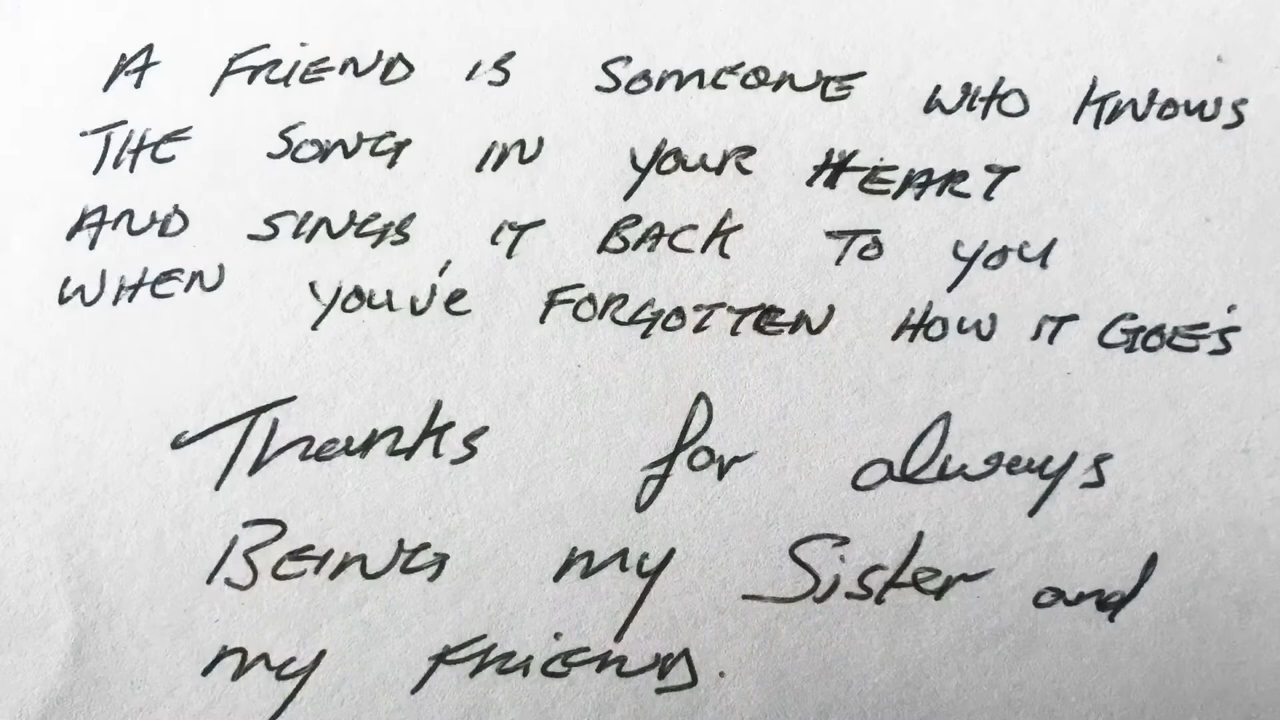 A FRiEND iS SOMEONE WHO KNOWS
THE SONG IN YOUR HEART
AND SINGS IT BACK TO YOU
WHEN YOU'VE FORGOTTEN HOW IT GOE'S
Thanks for always
BEING my Sister and
my FRiEND.